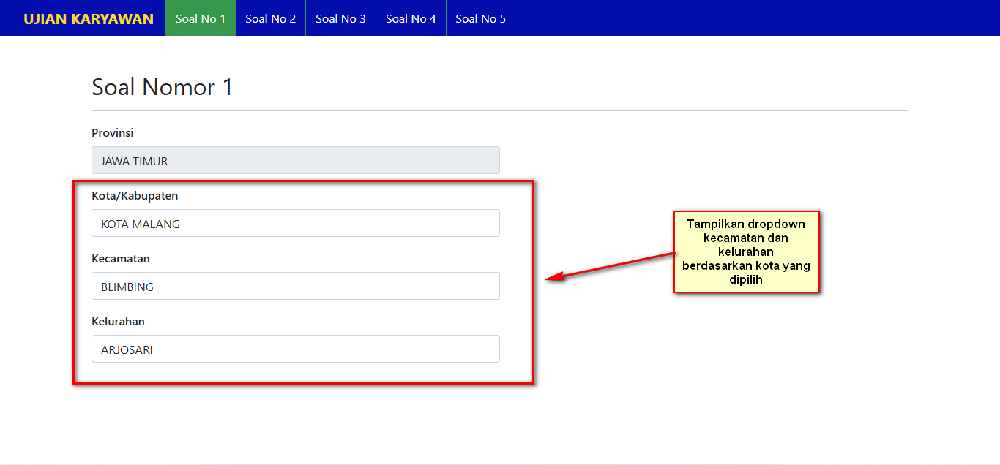 UJIAN KARYAWAN Soal No 1 Soal No 2 Soal No 3 Soal No 4 Soal No 5
Soal Nomor 1
Provinsi
JAWA TIMUR
Kota/Kabupaten
KOTA MALANG
Kecamatan
BLIMBING
Kelurahan
ARJOSARI
Tampilkan dropdown
kecamatan dan
kelurahan
berdasarkan kota yang
dipilih